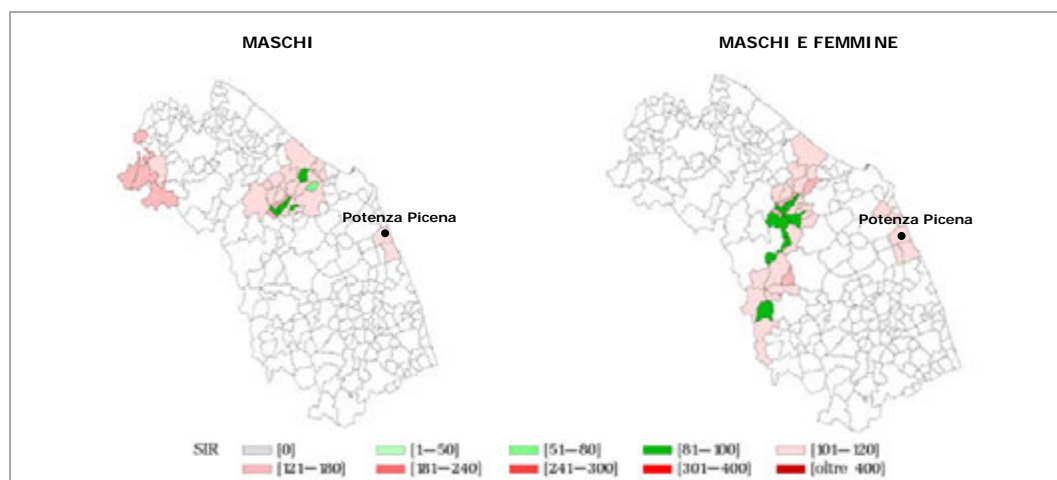 MASCHI
MASCHI E FEMMINE
Potenza Picena
Potenza Picena
SIR [0] [1—50] [51—80] [81—100] [101—120]
[121—180] [181—240] [241—300] [301—400] [oltre 400]